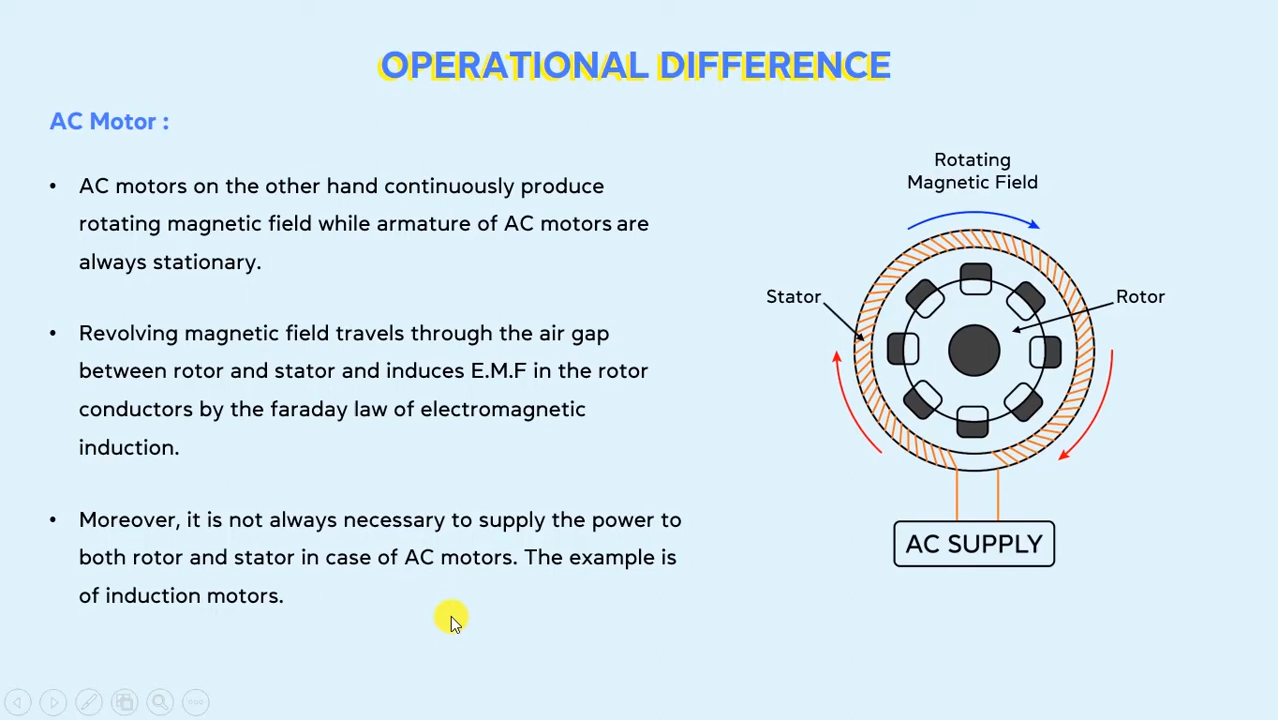 OPERATIONAL DIFFERENCE
AC Motor :
• AC motors on the other hand continuously produce
rotating magnetic field while armature of AC motors are
always stationary.
• Revolving magnetic field travels through the air gap
between rotor and stator and induces E.M.F in the rotor
conductors by the faraday law of electromagnetic
induction.
• Moreover, it is not always necessary to supply the power to
both rotor and stator in case of AC motors. The example is
of induction motors.
Rotating
Magnetic Field
Stator
Rotor
AC SUPPLY